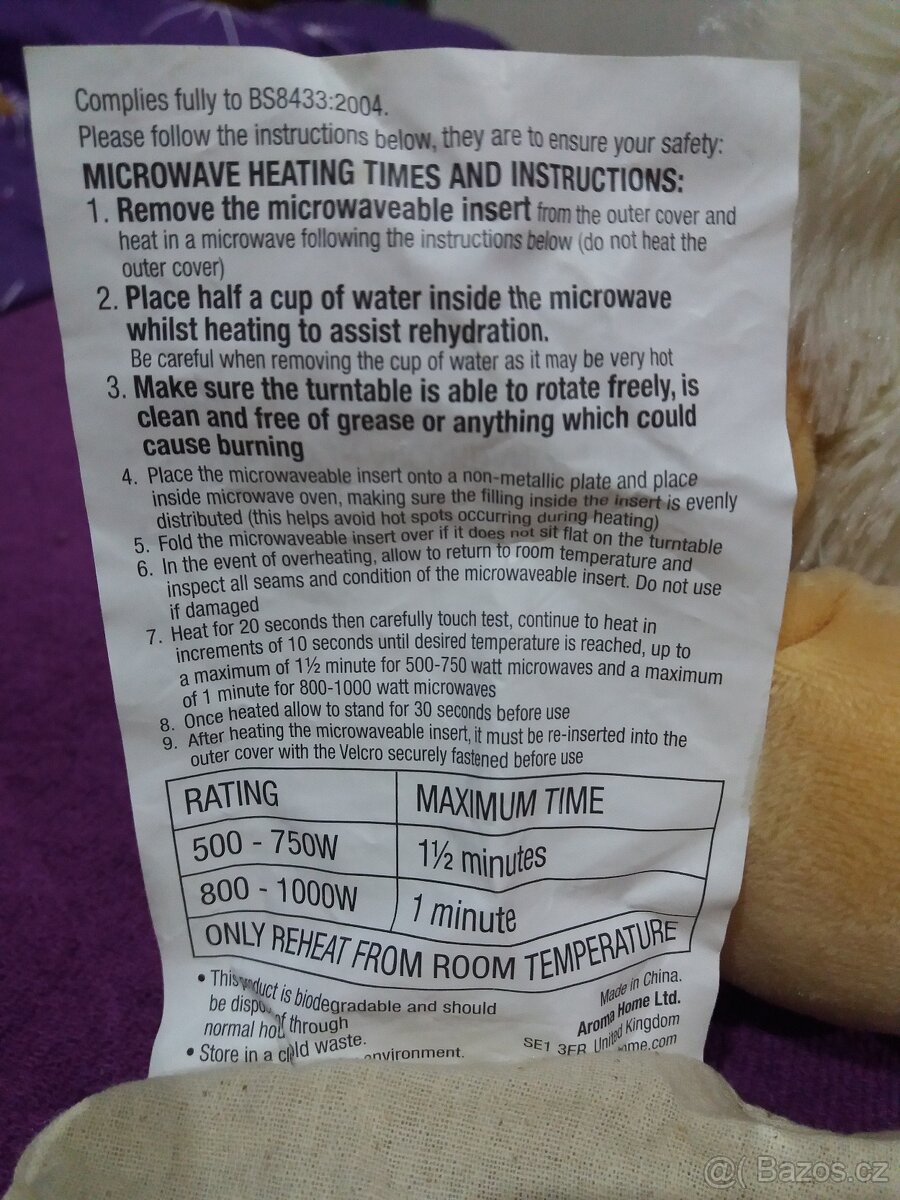 Complies fully to BS8433:2004.
Please follow the instructions below, they are to ensure your safety:
MICROWAVE HEATING TIMES AND INSTRUCTIONS:
1. Remove the microwaveable insert from the outer cover and
heat in a microwave following the instructions below (do not heat the
outer cover)
2. Place half a cup of water inside the microwave
whilst heating to assist rehydration.
Be careful when removing the cup of water as it may be very hot
3. Make sure the turntable is able to rotate freely, is
clean and free of grease or anything which could
cause burning
4. Place the microwaveable insert onto a non-metallic plate and place
inside microwave oven, making sure the filling inside the insert is evenly
distributed (this helps avoid hot spots occurring during heating)
5. Fold the microwaveable insert over if it does not sit flat on the turntable
6. In the event of overheating, allow to return to room temperature and
inspect all seams and condition of the microwaveable insert. Do not use
if damaged
7. Heat for 20 seconds then carefully touch test, continue to heat in
increments of 10 seconds until desired temperature is reached, up to
a maximum of 1½ minute for 500-750 watt microwaves and a maximum
of 1 minute for 800-1000 watt microwaves
8. Once heated allow to stand for 30 seconds before use
9. After heating the microwaveable insert, it must be re-inserted into the
outer cover with the Velcro securely fastened before use
RATING MAXIMUM TIME
500 - 750W 1½ minutes
800 - 1000W 1 minute
ONLY REHEAT FROM ROOM TEMPERATURE
• This is biodegradable and should
be of through
normal waste.
• Store in a environment.
Made in China.
Aroma Home Ltd.
SE1 3ER United Kingdom
@( Bazos.cz